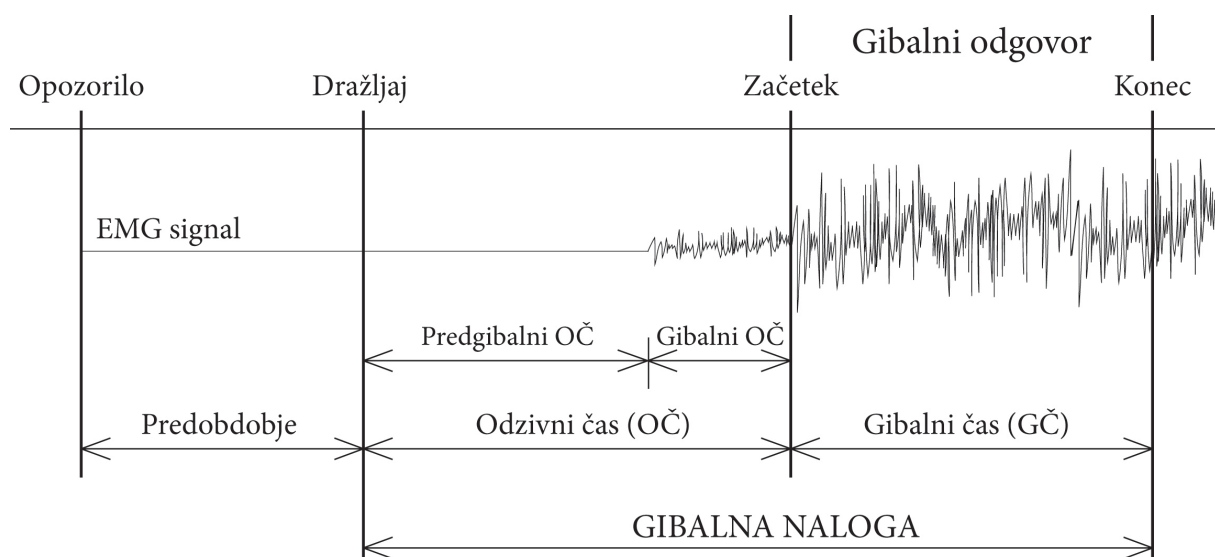 Gibalni odgovor
Opozorilo
Dražljaj
Začetek
Konec
EMG signal
Predgibalni OČ
Gibalni OČ
Predobdobje
Odzivni čas (OČ)
Gibalni čas (GČ)
GIBALNA NALOGA